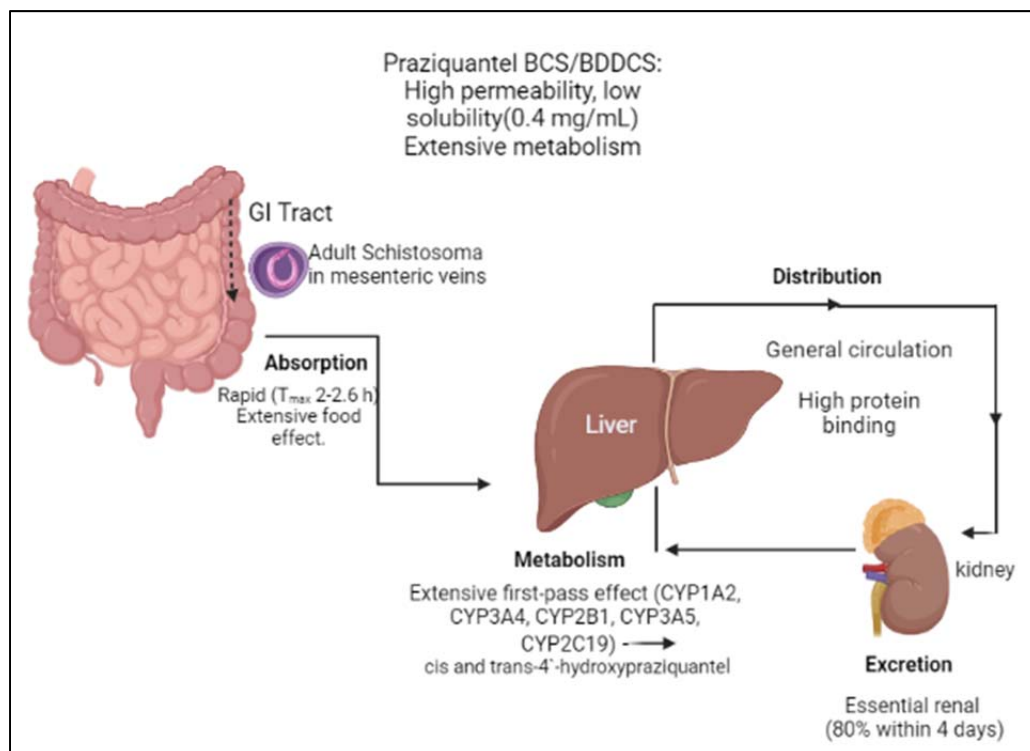 Praziquantel BCS/BDDCS:
High permeability, low
solubility(0.4 mg/mL)
Extensive metabolism
GI Tract
Adult Schistosoma
in mesenteric veins
Absorption
Rapid (Tmax 2-2.6 h)
Extensive food
effect.
Distribution
General circulation
High protein
binding
Liver
Metabolism
Extensive first-pass effect (CYP1A2,
CYP3A4, CYP2B1, CYP3A5,
CYP2C19)
cis and trans-4`-hydroxypraziquantel
kidney
Excretion
Essential renal
(80% within 4 days)